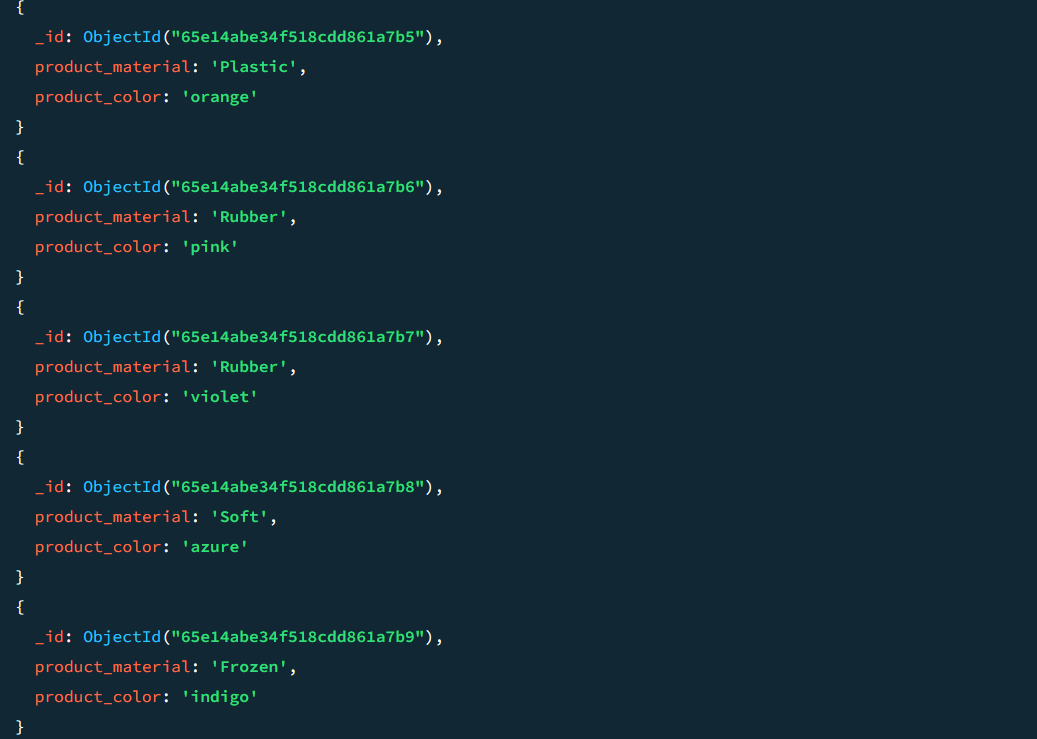 {
_id: ObjectId("65e14abe34f518cdd861a7b5"),
product_material: 'Plastic',
product_color: 'orange'
}
{
_id: ObjectId("65e14abe34f518cdd861a7b6"),
product_material: 'Rubber',
product_color: 'pink'
}
{
_id: ObjectId("65e14abe34f518cdd861a7b7"),
product_material: 'Rubber',
product_color: 'violet'
}
{
_id: ObjectId("65e14abe34f518cdd861a7b8"),
product_material: 'Soft',
product_color: 'azure'
}
{
_id: ObjectId("65e14abe34f518cdd861a7b9"),
product_material: 'Frozen',
product_color: 'indigo'
}